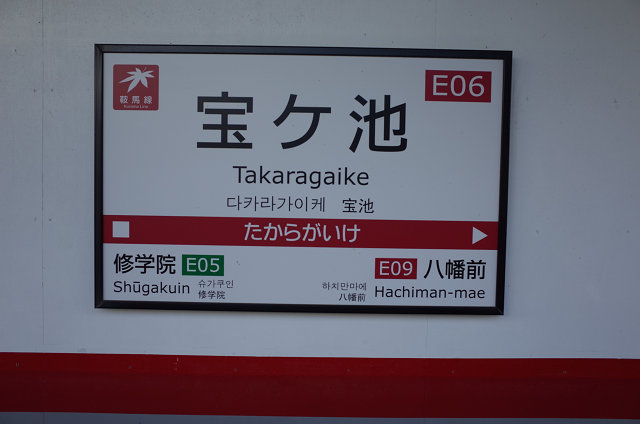 鞍馬線
Kurama Line
E06
宝ケ池
Takaragaike
다카라가이케 宝池
たからがいけ
修学院 E05
Shūgakuin 슈가쿠인 修学院
E09 八幡前
하치만마에 八幡前 Hachiman-mae